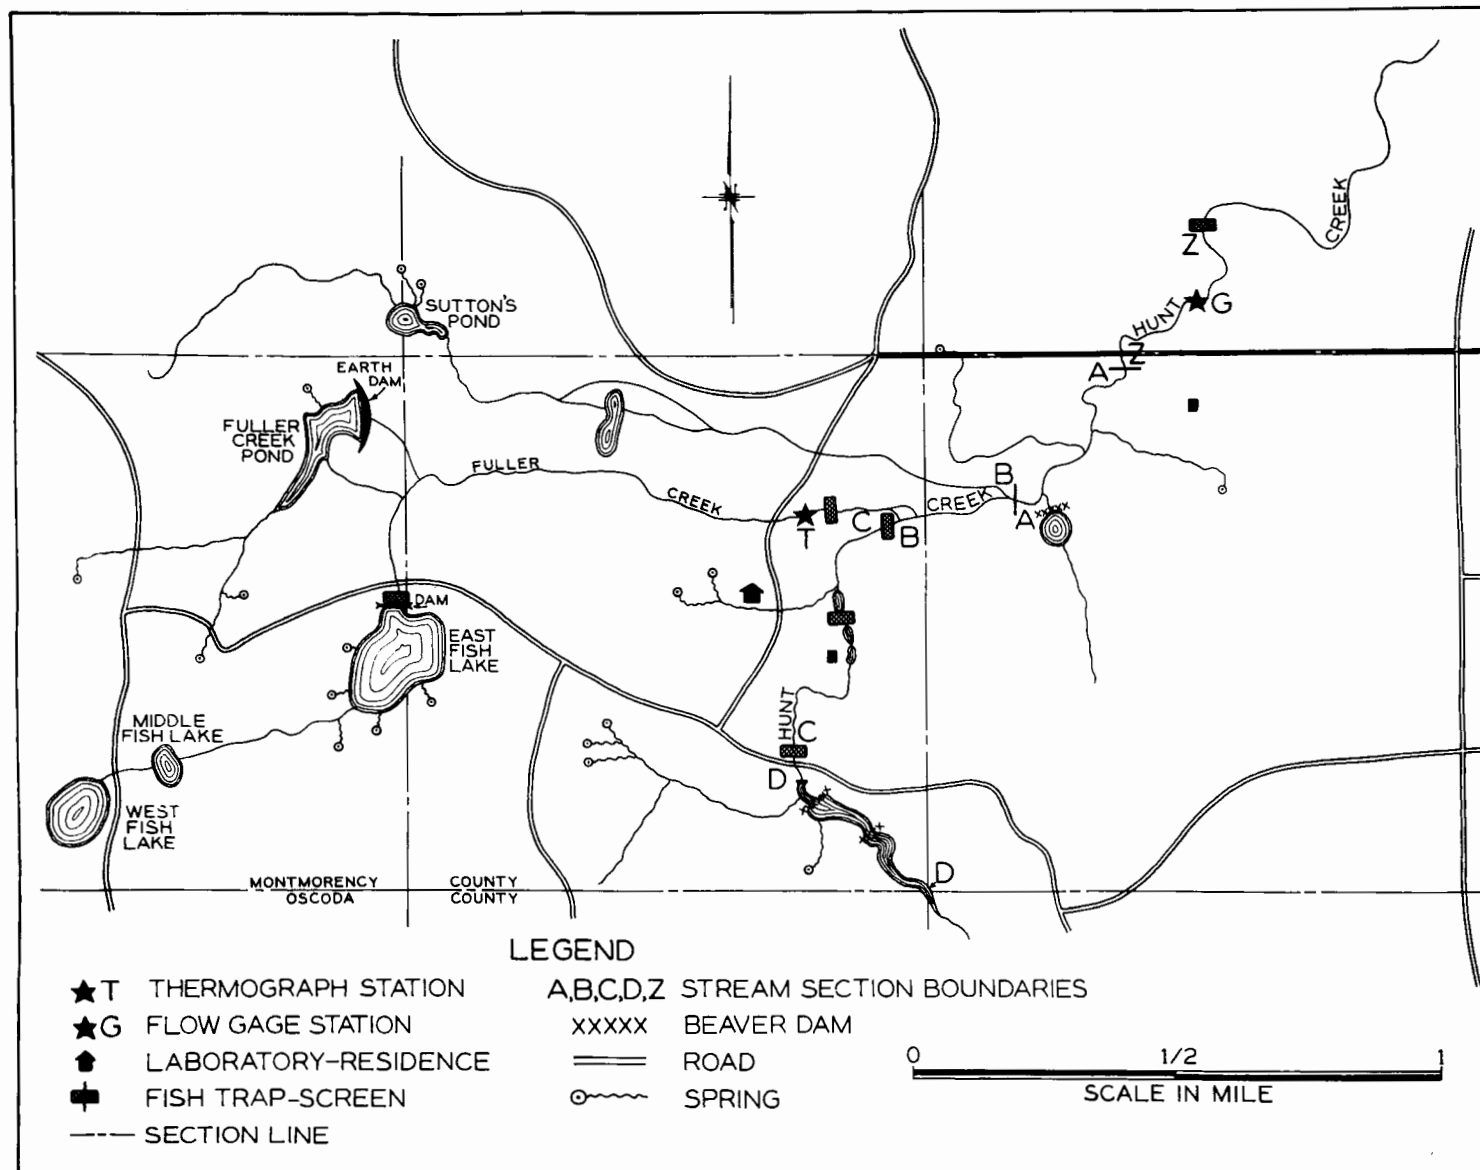 CREEK
Z
G
HUNT
SUTTON'S
POND
Z
A
EARTH
DAM
FULLER
CREEK
POND
FULLER
CREEK
B
CREEK
A
C
B
T
DAM
EAST
FISH
LAKE
HUNT
MIDDLE
FISH LAKE
C
D
WEST
FISH
LAKE
D
MONTMORENCY COUNTY
OSCODA COUNTY
LEGEND
T THERMOGRAPH STATION
G FLOW GAGE STATION
LABORATORY-RESIDENCE
FISH TRAP-SCREEN
SECTION LINE
A,B,C,D,Z STREAM SECTION BOUNDARIES
XXXXX BEAVER DAM
ROAD
SPRING
0 1/2 1
SCALE IN MILE